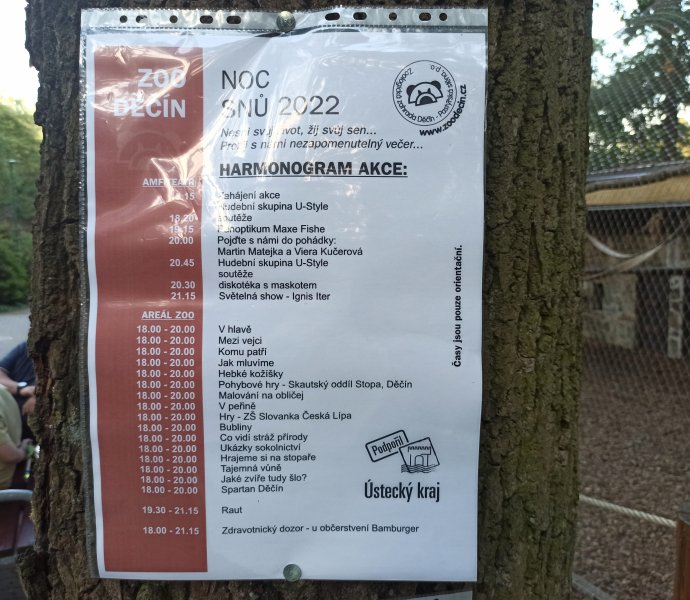 ZOO
DĚČÍN
NOC
SNŮ 2022
Nesni svůj život, žij svůj sen...
Prožij s námi nezapomenutelný večer...
Zoologická zahrada Děčín - Pastýřská stěna p.o.
www.zoodecin.cz
HARMONOGRAM AKCE:
AMFITEÁTR
Zahájení akce
Hudební skupina U-Style
18.20 soutěže
19.15 Panoptikum Maxe Fishe
20.00 Pojďte s námi do pohádky:
Martin Matejka a Viera Kučerová
20.45 Hudební skupina U-Style
soutěže
20.30 diskotéka s maskotem
21.15 Světelná show - Ignis Iter
AREÁL ZOO
18.00 - 20.00 V hlavě
18.00 - 20.00 Mezi vejci
18.00 - 20.00 Komu patří
18.00 - 20.00 Jak mluvíme
18.00 - 20.00 Hebké kožíšky
18.00 - 20.00 Pohybové hry - Skautský oddíl Stopa, Děčín
18.00 - 20.00 Malování na obličej
18.00 - 20.00 V peřině
18.00 - 20.00 Hry - ZŠ Slovanka Česká Lípa
18.00 - 20.00 Bubliny
18.00 - 20.00 Co vidí stráž přírody
18.00 - 20.00 Ukázky sokolnictví
18.00 - 20.00 Hrajeme si na stopaře
18.00 - 20.00 Tajemná vůně
18.00 - 20.00 Jaké zvíře tudy šlo?
18.00 - 20.00 Spartan Děčín
19.30 - 21.15 Raut
18.00 - 21.15 Zdravotnický dozor - u občerstvení Bamburger
Časy jsou pouze orientační.
Podpořil
Ústecký kraj